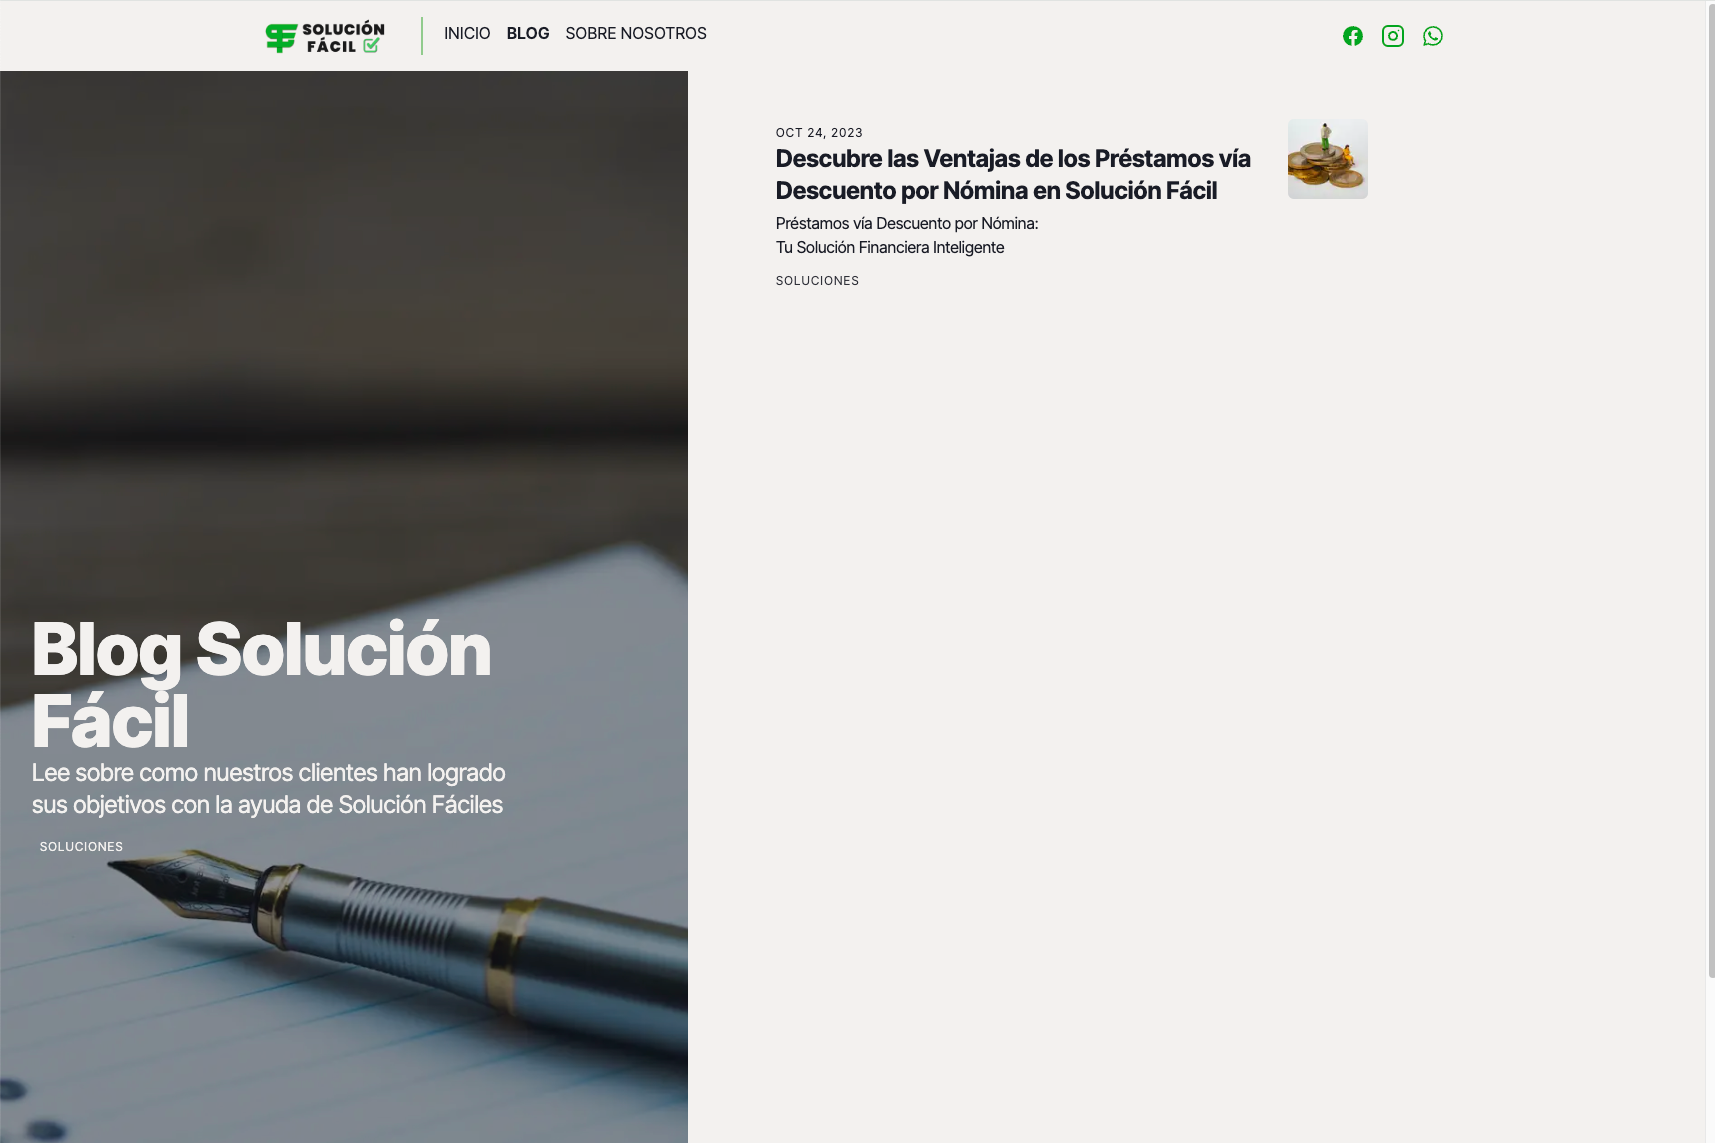 SOLUCIÓN
FÁCIL
INICIO BLOG SOBRE NOSOTROS
Blog Solución
Fácil
Lee sobre como nuestros clientes han logrado
sus objetivos con la ayuda de Solución Fáciles
SOLUCIONES
OCT 24, 2023
Descubre las Ventajas de los Préstamos vía
Descuento por Nómina en Solución Fácil
Préstamos vía Descuento por Nómina:
Tu Solución Financiera Inteligente
SOLUCIONES